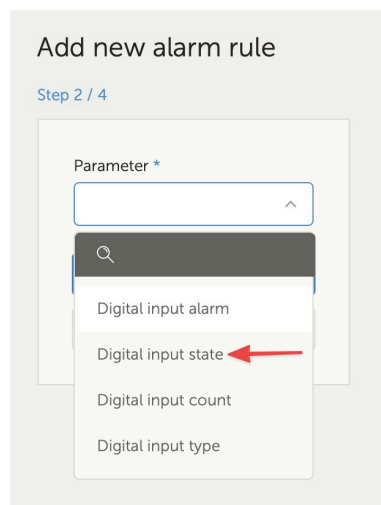 Add new alarm rule
Step 2 / 4
Parameter *
Digital input alarm
Digital input state
Digital input count
Digital input type